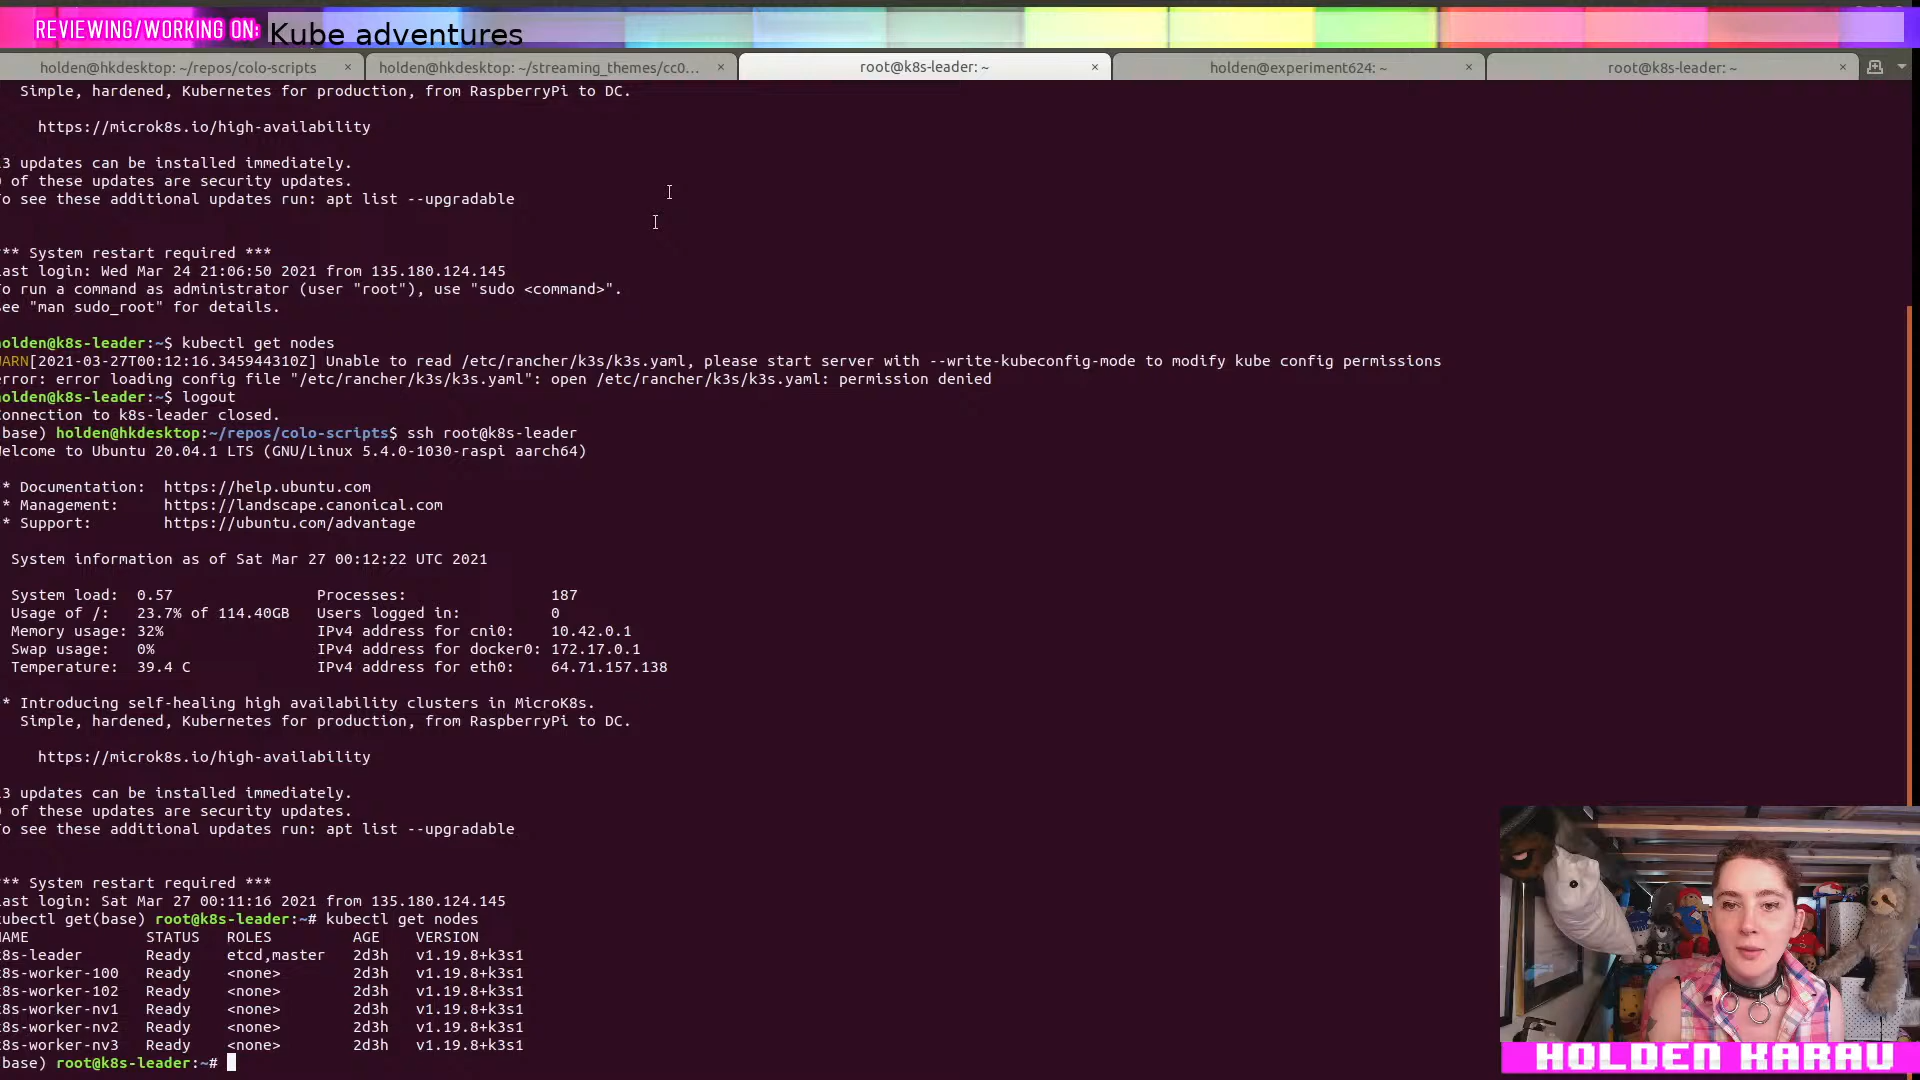 REVIEWING/WORKING ON: Kube adventures
holden@hkdesktop: ~/repos/colo-scripts × holden@hkdesktop: ~/streaming_themes/cc0... × root@k8s-leader: ~ × holden@experiment624: ~ × root@k8s-leader: ~ ×
Simple, hardened, Kubernetes for production, from RaspberryPi to DC.
https://microk8s.io/high-availability
3 updates can be installed immediately.
of these updates are security updates.
o see these additional updates run: apt list --upgradable
** System restart required ***
ast login: Wed Mar 24 21:06:50 2021 from 135.180.124.145
o run a command as administrator (user "root"), use "sudo <command>".
ee "man sudo_root" for details.
olden@k8s-leader:~$ kubectl get nodes
ARN[2021-03-27T00:12:16.345944310Z] Unable to read /etc/rancher/k3s/k3s.yaml, please start server with --write-kubeconfig-mode to modify kube config permissions
error: error loading config file "/etc/rancher/k3s/k3s.yaml": open /etc/rancher/k3s/k3s.yaml: permission denied
olden@k8s-leader:~$ logout
onnection to k8s-leader closed.
base) holden@hkdesktop:~/repos/colo-scripts$ ssh root@k8s-leader
elcome to Ubuntu 20.04.1 LTS (GNU/Linux 5.4.0-1030-raspi aarch64)
* Documentation: https://help.ubuntu.com
* Management: https://landscape.canonical.com
* Support: https://ubuntu.com/advantage
System information as of Sat Mar 27 00:12:22 UTC 2021
System load: 0.57 Processes: 187
Usage of /: 23.7% of 114.40GB Users logged in: 0
Memory usage: 32% IPv4 address for cni0: 10.42.0.1
Swap usage: 0% IPv4 address for docker0: 172.17.0.1
Temperature: 39.4 C IPv4 address for eth0: 64.71.157.138
* Introducing self-healing high availability clusters in MicroK8s.
Simple, hardened, Kubernetes for production, from RaspberryPi to DC.
https://microk8s.io/high-availability
3 updates can be installed immediately.
of these updates are security updates.
o see these additional updates run: apt list --upgradable
** System restart required ***
ast login: Sat Mar 27 00:11:16 2021 from 135.180.124.145
kubectl get(base) root@k8s-leader:~# kubectl get nodes
NAME STATUS ROLES AGE VERSION
k8s-leader Ready etcd,master 2d3h v1.19.8+k3s1
k8s-worker-100 Ready <none> 2d3h v1.19.8+k3s1
k8s-worker-102 Ready <none> 2d3h v1.19.8+k3s1
k8s-worker-nv1 Ready <none> 2d3h v1.19.8+k3s1
k8s-worker-nv2 Ready <none> 2d3h v1.19.8+k3s1
k8s-worker-nv3 Ready <none> 2d3h v1.19.8+k3s1
base) root@k8s-leader:~#
HOLDEN KARAU